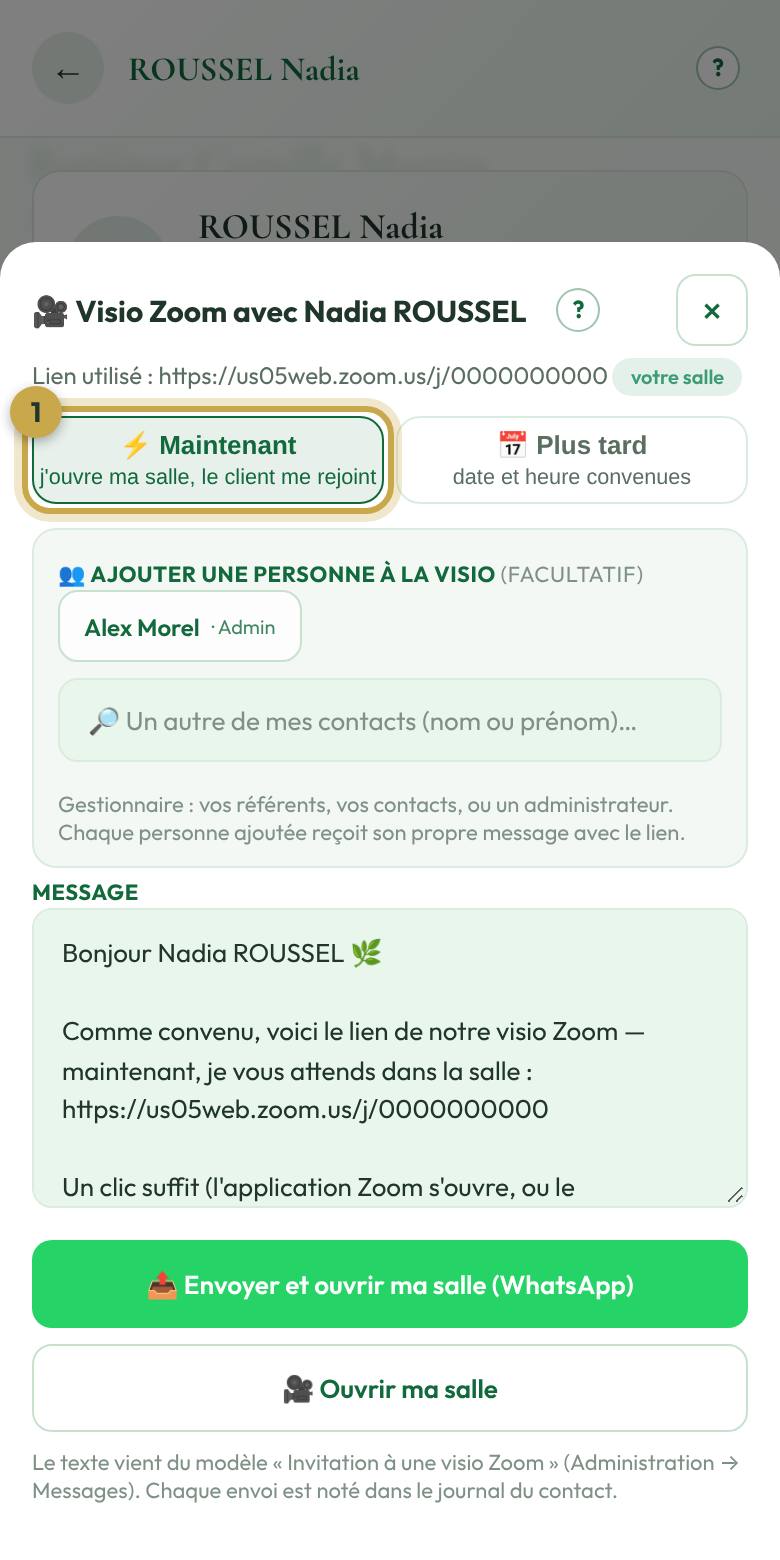 ← ROUSSEL Nadia ?
ROUSSEL Nadia
🎥 Visio Zoom avec Nadia ROUSSEL ? ×
Lien utilisé : https://us05web.zoom.us/j/0000000000 votre salle
1
⚡ Maintenant
j'ouvre ma salle, le client me rejoint
📅 Plus tard
date et heure convenues
👥 AJOUTER UNE PERSONNE À LA VISIO (FACULTATIF)
Alex Morel · Admin
🔎 Un autre de mes contacts (nom ou prénom)...
Gestionnaire : vos référents, vos contacts, ou un administrateur.
Chaque personne ajoutée reçoit son propre message avec le lien.
MESSAGE
Bonjour Nadia ROUSSEL 🌿
Comme convenu, voici le lien de notre visio Zoom —
maintenant, je vous attends dans la salle :
https://us05web.zoom.us/j/0000000000
Un clic suffit (l'application Zoom s'ouvre, ou le
📤 Envoyer et ouvrir ma salle (WhatsApp)
🎥 Ouvrir ma salle
Le texte vient du modèle « Invitation à une visio Zoom » (Administration →
Messages). Chaque envoi est noté dans le journal du contact.